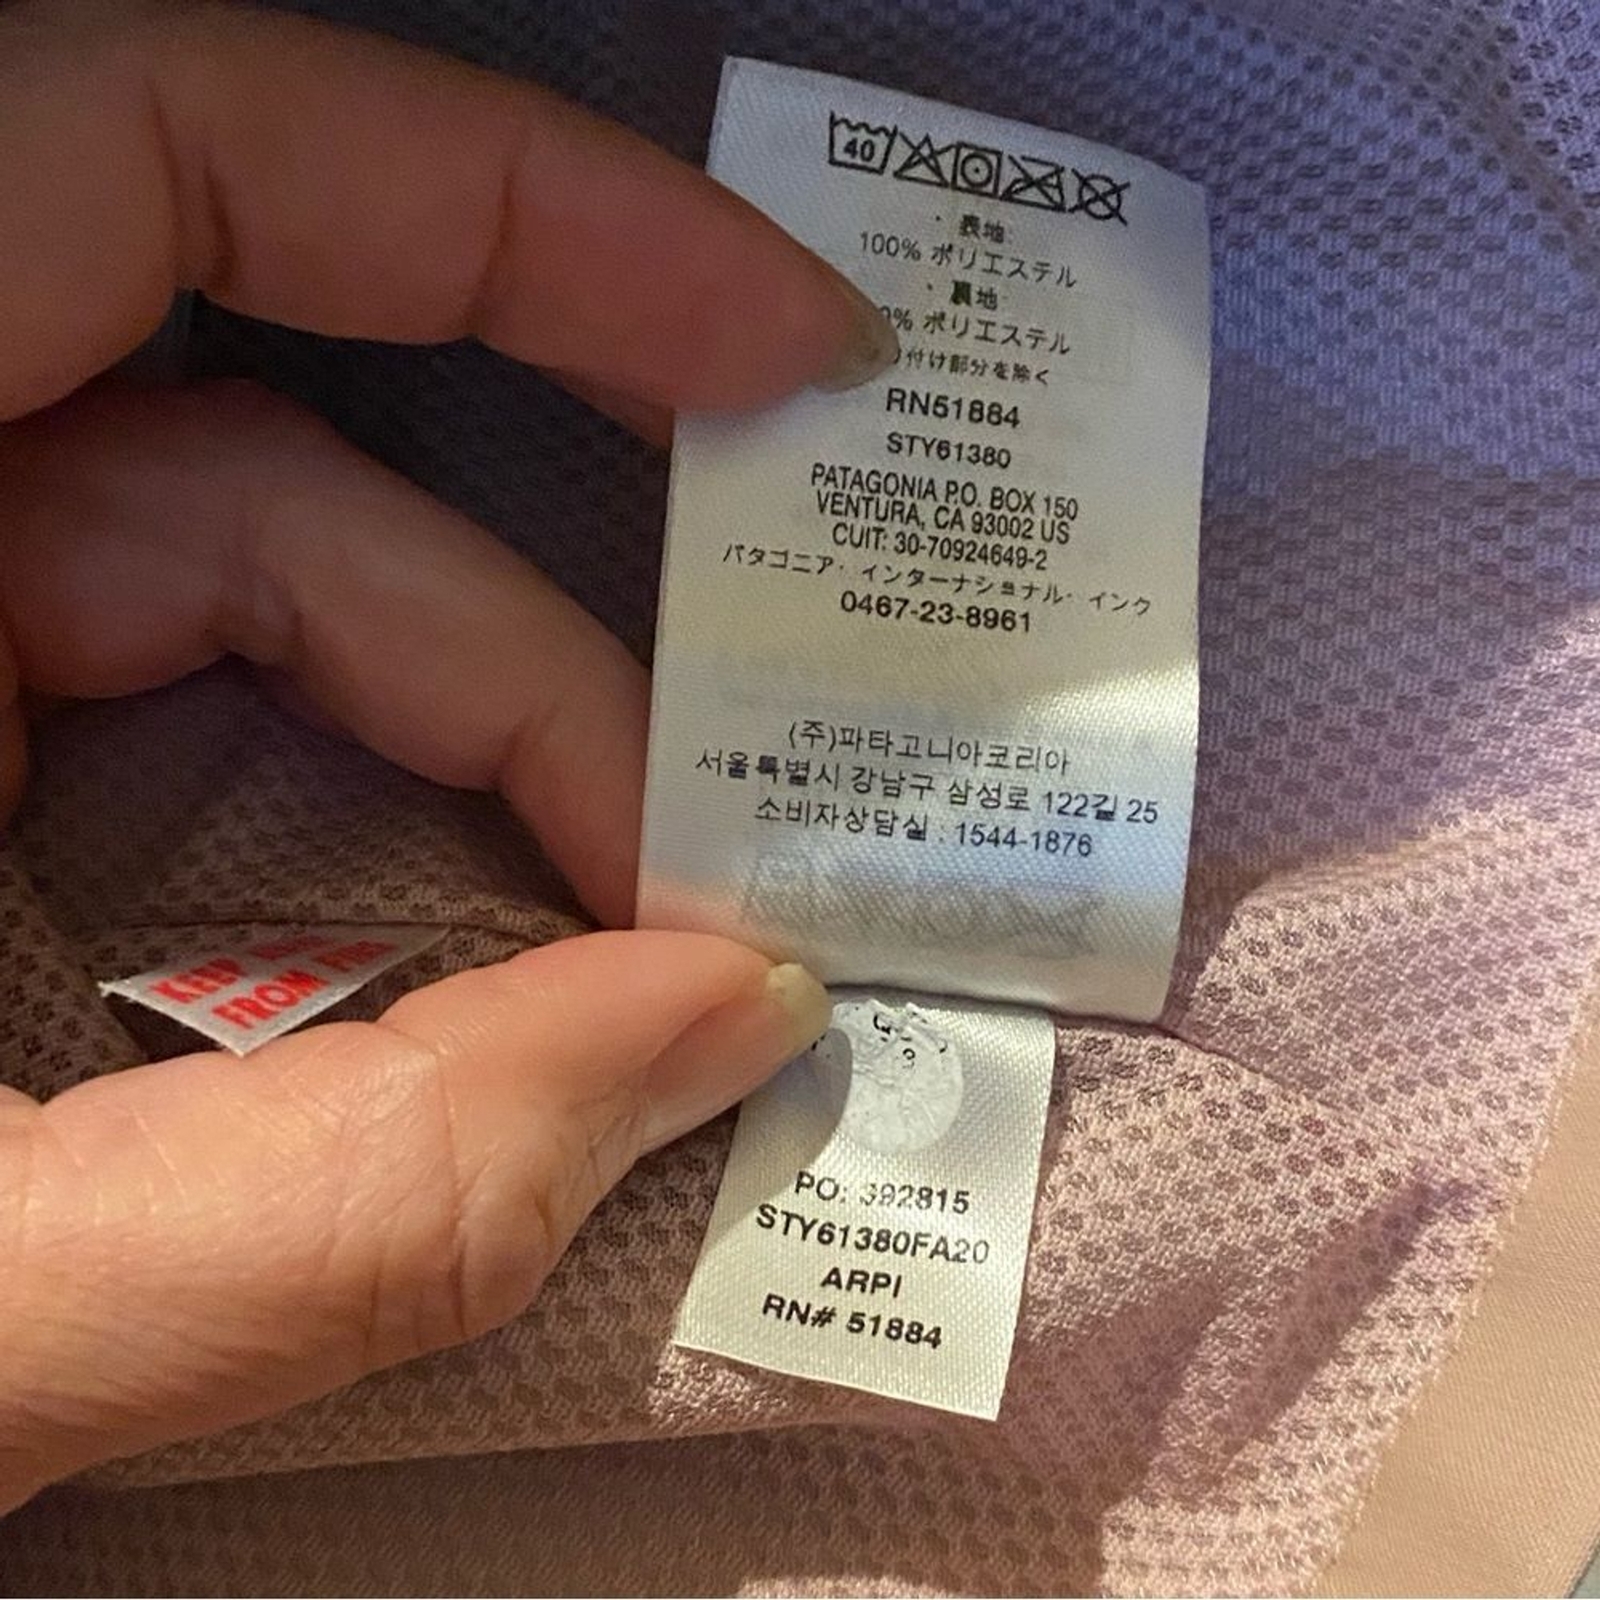 40
・表地:
100% ポリエステル
・裏地:
0% ポリエステル
付け部分を除く
RN51884
STY61380
PATAGONIA P.O. BOX 150
VENTURA, CA 93002 US
CUIT: 30-70924649-2
パタゴニア・インターナショナル・インク
0467-23-8961
(주)파타고니아코리아
서울특별시 강남구 삼성로 122길 25
소비자상담실 : 1544-1876
KEEP
FROM FIRE
PO: 392815
STY61380FA20
ARPI
RN# 51884